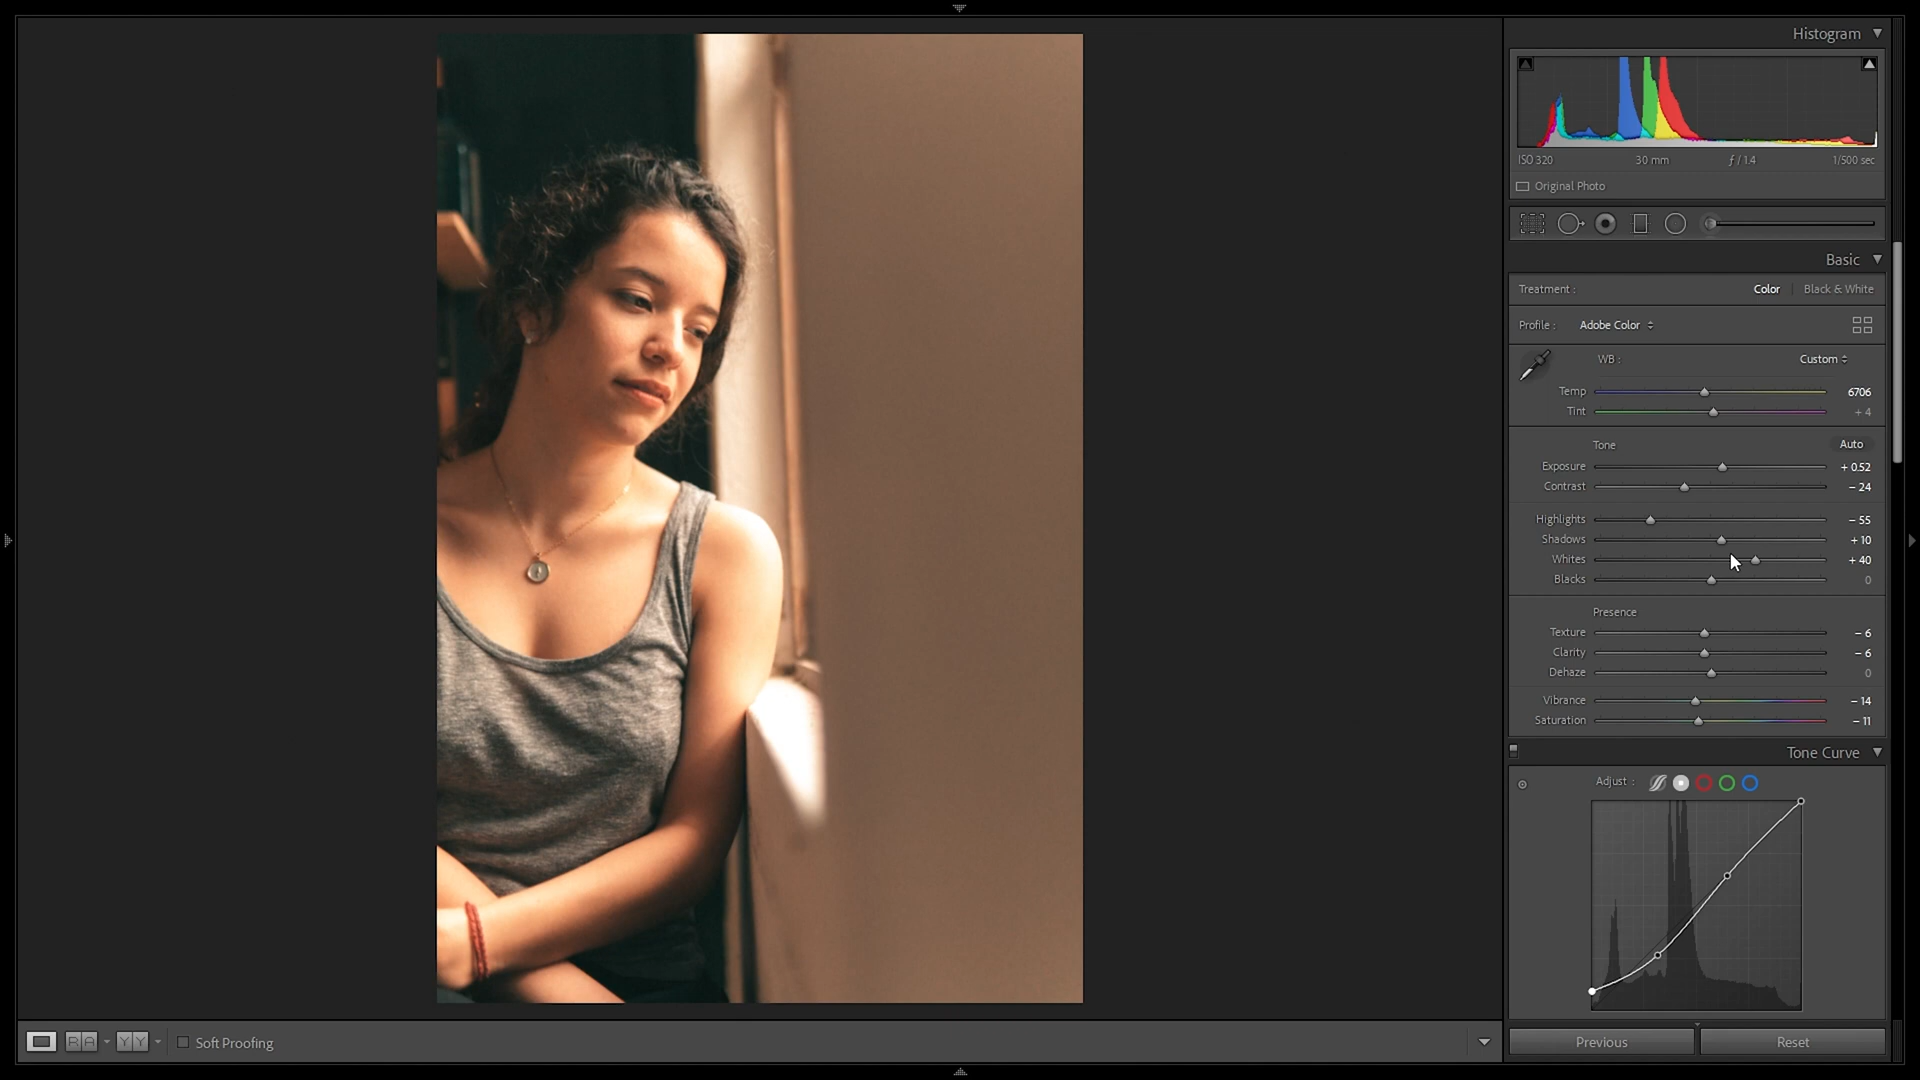 Histogram
ISO 320 30 mm ƒ / 1.4 1/500 sec
Original Photo
Basic
Treatment : Color Black & White
Profile : Adobe Color
WB : Custom
Temp 6706
Tint + 4
Tone Auto
Exposure + 0.52
Contrast – 24
Highlights – 55
Shadows + 10
Whites + 40
Blacks 0
Presence
Texture – 6
Clarity – 6
Dehaze 0
Vibrance – 14
Saturation – 11
Tone Curve
Adjust :
R A Y Y Soft Proofing Previous Reset